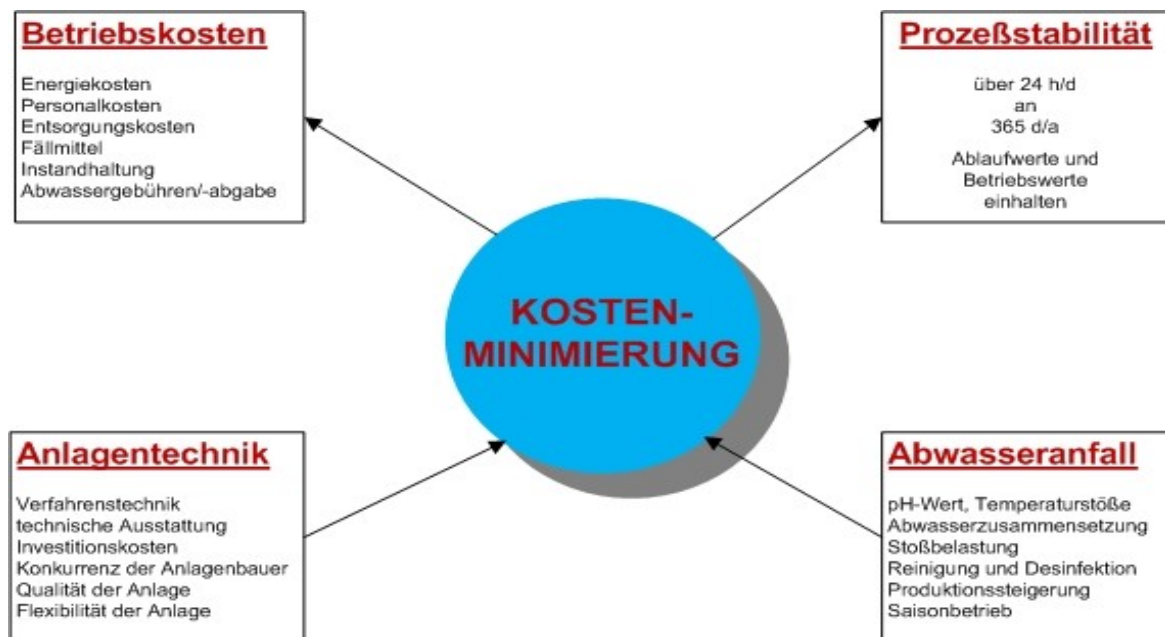 Betriebskosten
Energiekosten
Personalkosten
Entsorgungskosten
Fällmittel
Instandhaltung
Abwassergebühren/-abgabe
Prozeßstabilität
über 24 h/d
an
365 d/a
Ablaufwerte und
Betriebswerte
einhalten
KOSTEN-
MINIMIERUNG
Anlagentechnik
Verfahrenstechnik
technische Ausstattung
Investitionskosten
Konkurrenz der Anlagenbauer
Qualität der Anlage
Flexibilität der Anlage
Abwasseranfall
pH-Wert, Temperaturstöße
Abwasserzusammensetzung
Stoßbelastung
Reinigung und Desinfektion
Produktionssteigerung
Saisonbetrieb